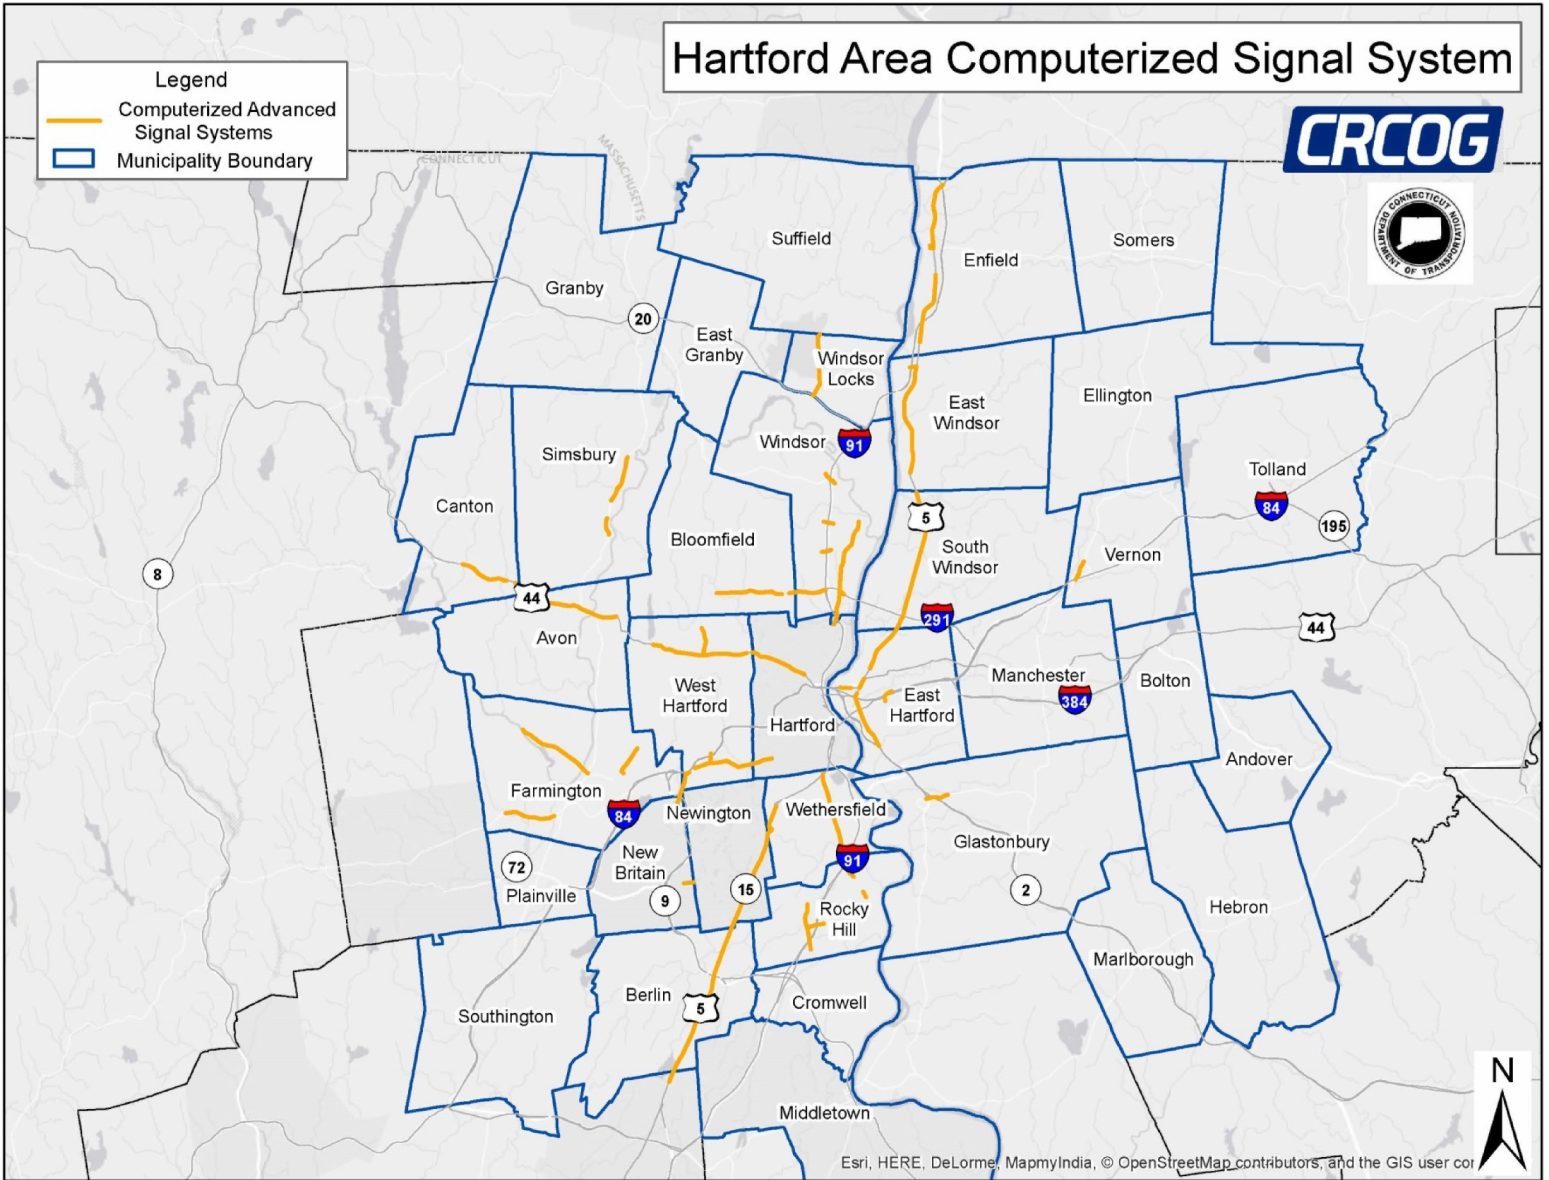 Hartford Area Computerized Signal System
Legend
Computerized Advanced
Signal Systems
Municipality Boundary
CRCOG
CONNECTICUT
DEPARTMENT OF TRANSPORTATION
CONNECTICUT
MASSACHUSETTS
Suffield
Enfield
Somers
Granby
20
East
Granby
Windsor
Locks
East
Windsor
Ellington
Simsbury
Windsor
91
Tolland
84
195
Canton
5
Bloomfield
South
Windsor
Vernon
8
44
291
44
Avon
West
Hartford
Hartford
East
Hartford
Manchester
384
Bolton
Andover
Farmington
84
Newington
Wethersfield
Glastonbury
72
Plainville
New
Britain
9
15
91
Rocky
Hill
2
Hebron
Marlborough
Southington
Berlin
5
Cromwell
Middletown
N
Esri, HERE, DeLorme, MapmyIndia, © OpenStreetMap contributors, and the GIS user cor